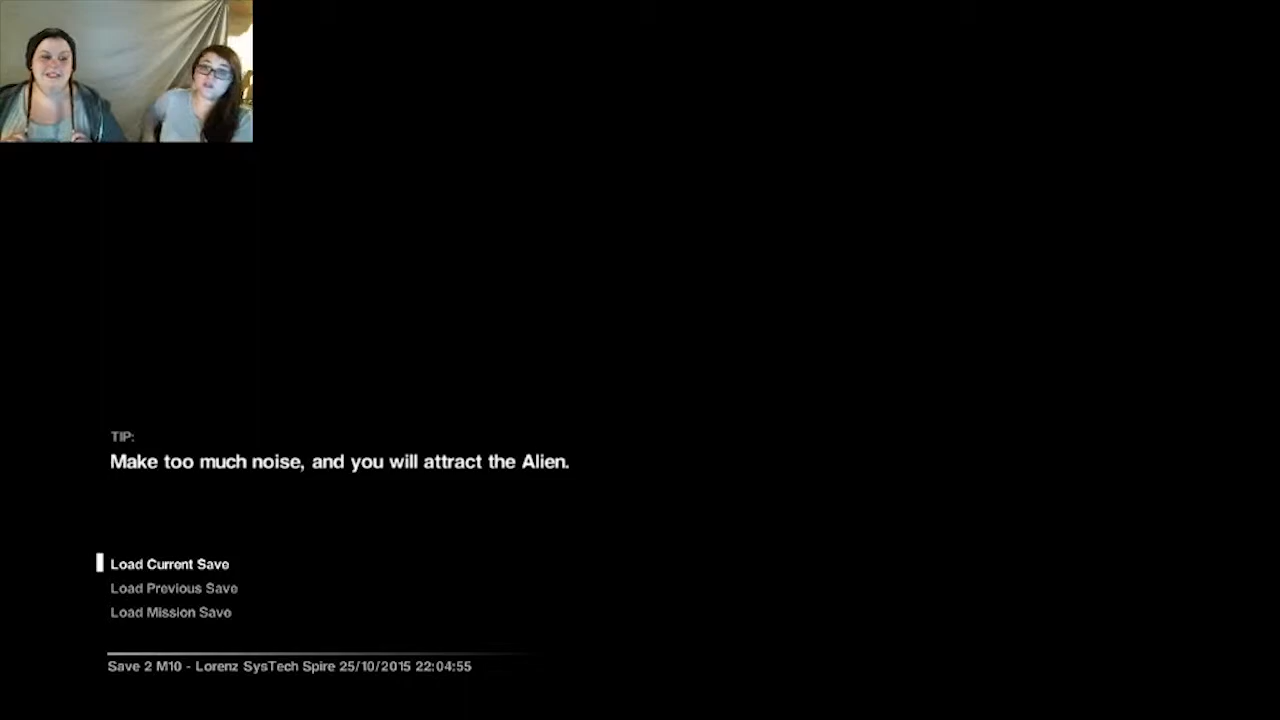 TIP:
Make too much noise, and you will attract the Alien.
Load Current Save
Load Previous Save
Load Mission Save
Save 2 M10 - Lorenz SysTech Spire 25/10/2015 22:04:55